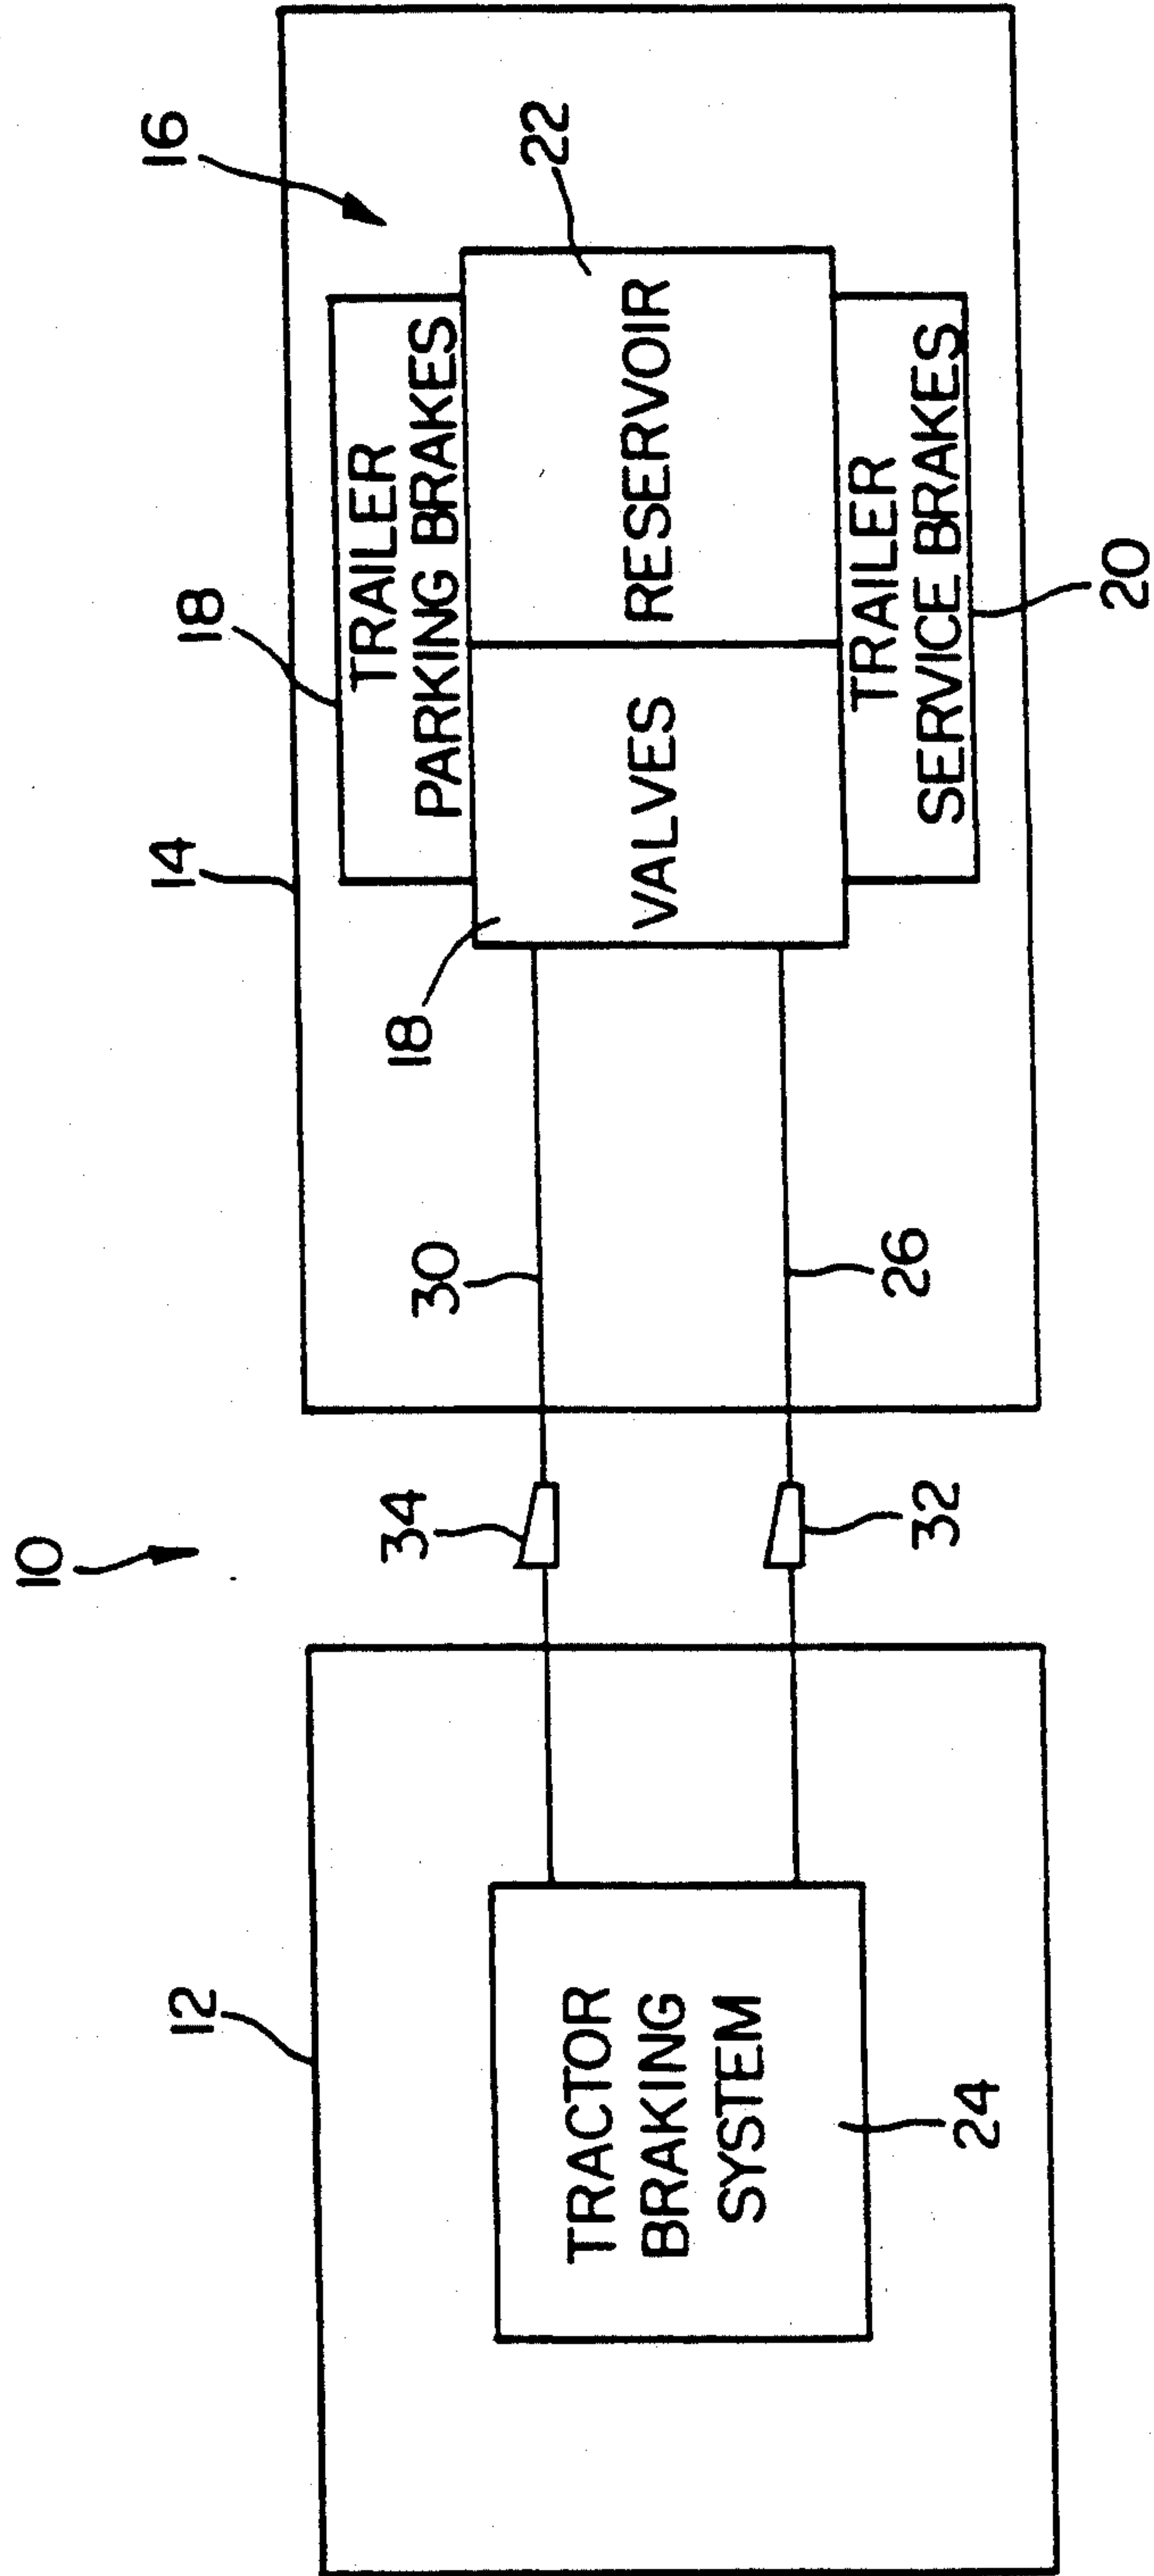 10
12
TRACTOR
BRAKING
SYSTEM
24
34
32
14
30
26
18
18
TRAILER
PARKING BRAKES
VALVES
RESERVOIR
TRAILER
SERVICE BRAKES
20
16
22